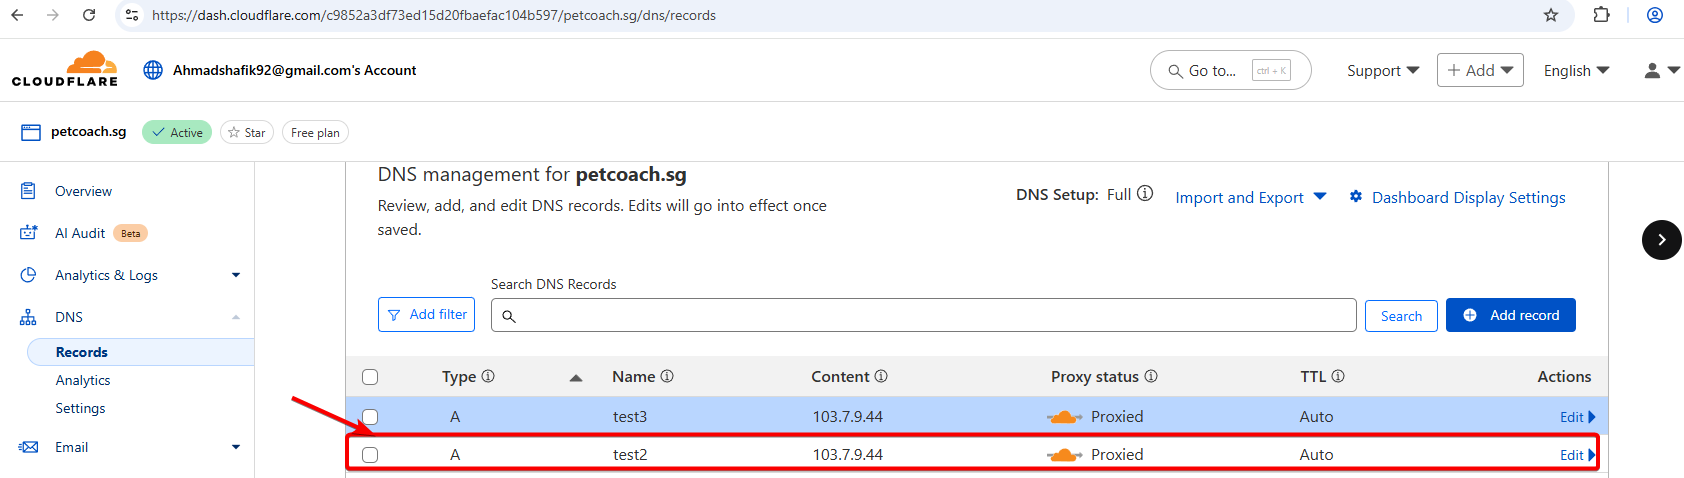 https://dash.cloudflare.com/c9852a3df73ed15d20fbaefac104b597/petcoach.sg/dns/records
CLOUDFLARE
Ahmadshafik92@gmail.com's Account
Go to... ctrl + K
Support
+ Add
English
petcoach.sg Active Star Free plan
Overview
AI Audit Beta
Analytics & Logs
DNS
Records
Analytics
Settings
Email
DNS management for petcoach.sg
Review, add, and edit DNS records. Edits will go into effect once
saved.
DNS Setup: Full
Import and Export
Dashboard Display Settings
Search DNS Records
Add filter
Search
Add record
Type Name Content Proxy status TTL Actions
A test3 103.7.9.44 Proxied Auto Edit
A test2 103.7.9.44 Proxied Auto Edit